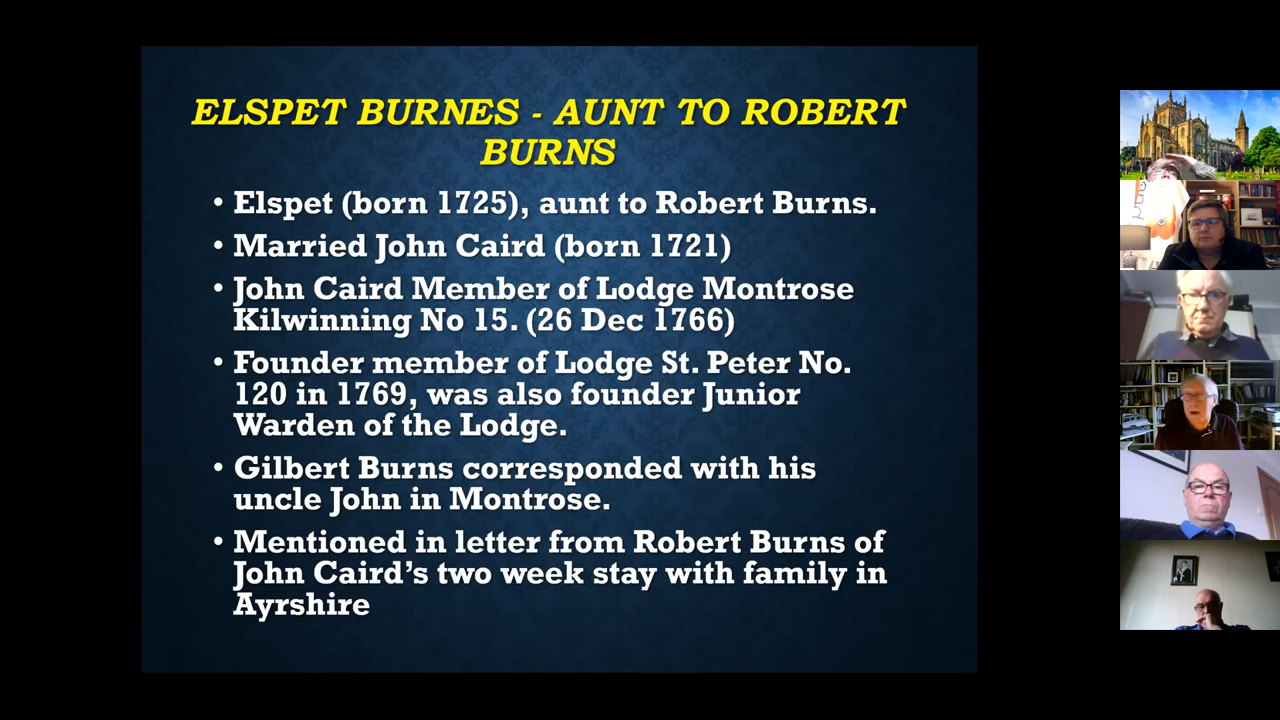 ELSPET BURNES - AUNT TO ROBERT
BURNS
• Elspet (born 1725), aunt to Robert Burns.
• Married John Caird (born 1721)
• John Caird Member of Lodge Montrose
Kilwinning No 15. (26 Dec 1766)
• Founder member of Lodge St. Peter No.
120 in 1769, was also founder Junior
Warden of the Lodge.
• Gilbert Burns corresponded with his
uncle John in Montrose.
• Mentioned in letter from Robert Burns of
John Caird's two week stay with family in
Ayrshire